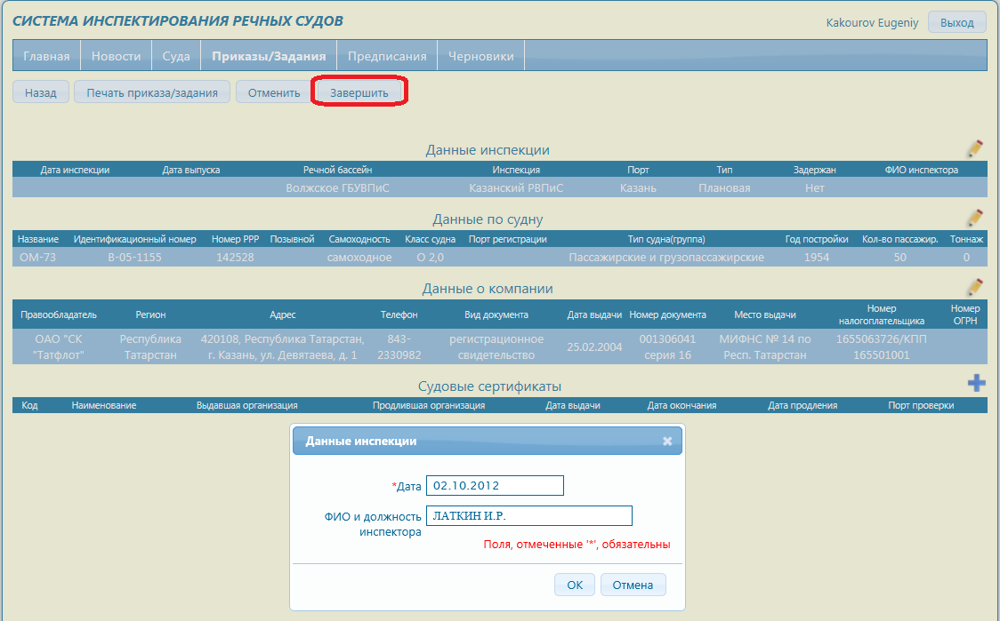 СИСТЕМА ИНСПЕКТИРОВАНИЯ РЕЧНЫХ СУДОВ
Kakourov Eugeniy Выход
Главная Новости Суда Приказы/Задания Предписания Черновики
Назад Печать приказа/задания Отменить Завершить
Данные инспекции
Дата инспекции Дата выпуска Речной бассейн Инспекция Порт Тип Задержан ФИО инспектора
Волжское ГБУВПиС Казанский РВПиС Казань Плановая Нет
Данные по судну
Название Идентификационный номер Номер РРР Позывной Самоходность Класс судна Порт регистрации Тип судна(группа) Год постройки Кол-во пассажир. Тоннаж
ОМ-73 В-05-1155 142528 самоходное О 2,0 Пассажирские и грузопассажирские 1954 50 0
Данные о компании
Правообладатель Регион Адрес Телефон Вид документа Дата выдачи Номер документа Место выдачи Номер налогоплательщика Номер ОГРН
ОАО "СК Республика 420108, Республика Татарстан, 843- регистрационное 25.02.2004 001306041 МИФНС № 14 по 1655063726/КПП
"Татфлот" Татарстан г. Казань, ул. Девятаева, д. 1 2330982 свидетельство серия 16 Респ. Татарстан 165501001
Судовые сертификаты
Код Наименование Выдавшая организация Продлившая организация Дата выдачи Дата окончания Дата продления Порт проверки
Данные инспекции
*Дата 02.10.2012
ФИО и должность ЛАТКИН И.Р.
инспектора
Поля, отмеченные '*', обязательны
ОК Отмена